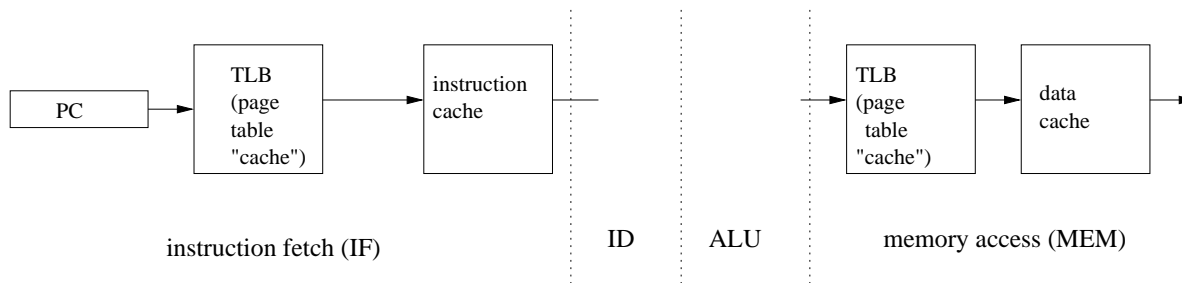 PC
TLB
(page
table
"cache")
instruction
cache
TLB
(page
table
"cache")
data
cache
instruction fetch (IF)
ID
ALU
memory access (MEM)